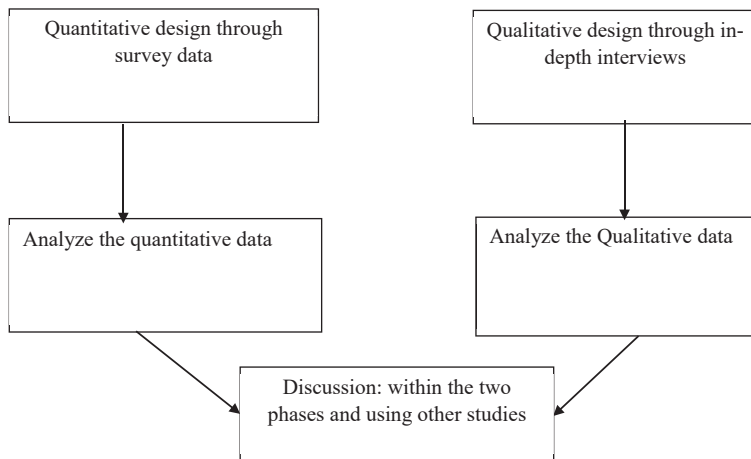 Quantitative design through
survey data
Qualitative design through in-
depth interviews
Analyze the quantitative data
Analyze the Qualitative data
Discussion: within the two
phases and using other studies